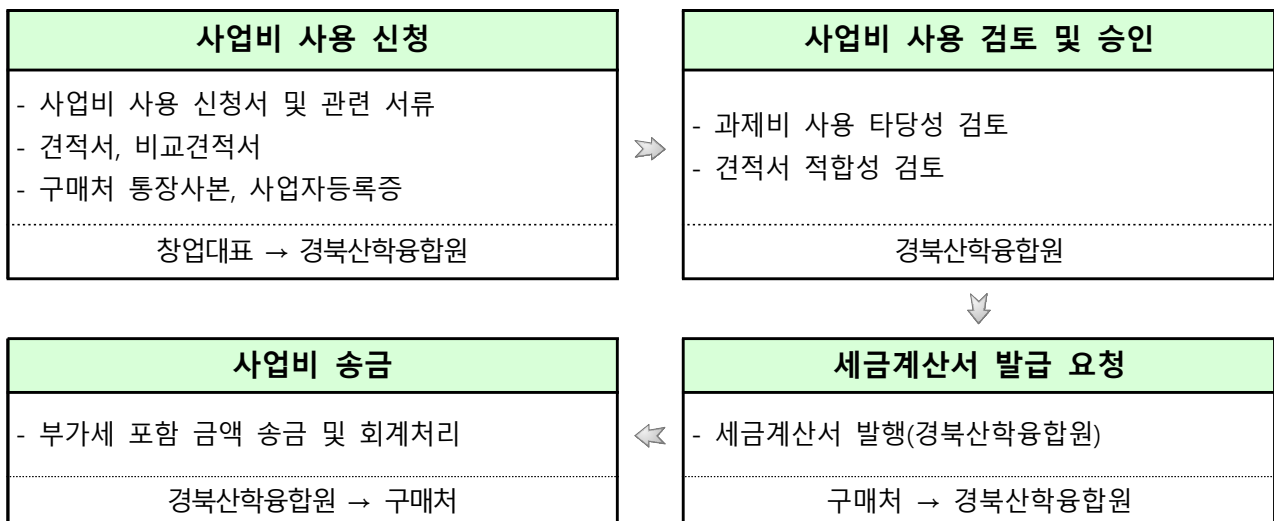 사업비 사용 신청
- 사업비 사용 신청서 및 관련 서류
- 견적서, 비교견적서
- 구매처 통장사본, 사업자등록증
창업대표 → 경북산학융합원
사업비 사용 검토 및 승인
- 과제비 사용 타당성 검토
- 견적서 적합성 검토
경북산학융합원
세금계산서 발급 요청
- 세금계산서 발행(경북산학융합원)
구매처 → 경북산학융합원
사업비 송금
- 부가세 포함 금액 송금 및 회계처리
경북산학융합원 → 구매처